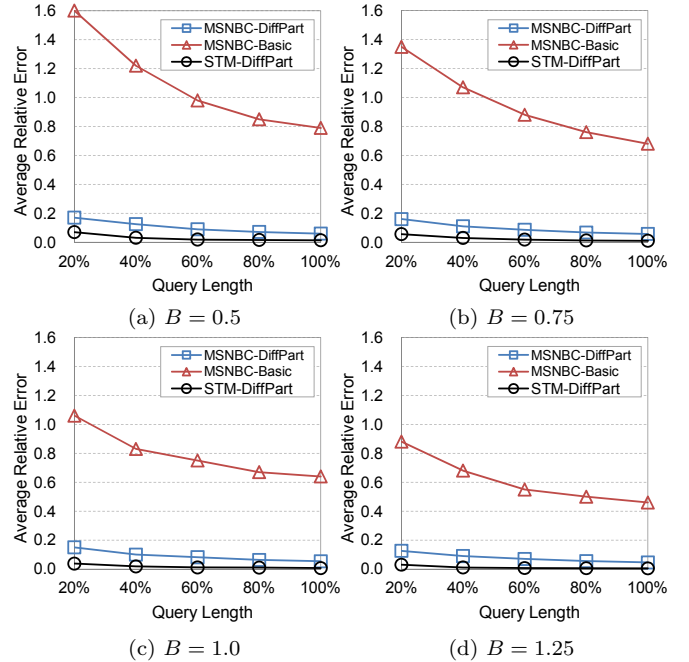 1.6
1.4
1.2
1.0
0.8
0.6
0.4
0.2
0.0
Average Relative Error
MSNBC-DiffPart
MSNBC-Basic
STM-DiffPart
20% 40% 60% 80% 100%
Query Length
(a) B = 0.5
1.6
1.4
1.2
1.0
0.8
0.6
0.4
0.2
0.0
Average Relative Error
MSNBC-DiffPart
MSNBC-Basic
STM-DiffPart
20% 40% 60% 80% 100%
Query Length
(b) B = 0.75
1.6
1.4
1.2
1.0
0.8
0.6
0.4
0.2
0.0
Average Relative Error
MSNBC-DiffPart
MSNBC-Basic
STM-DiffPart
20% 40% 60% 80% 100%
Query Length
(c) B = 1.0
1.6
1.4
1.2
1.0
0.8
0.6
0.4
0.2
0.0
Average Relative Error
MSNBC-DiffPart
MSNBC-Basic
STM-DiffPart
20% 40% 60% 80% 100%
Query Length
(d) B = 1.25